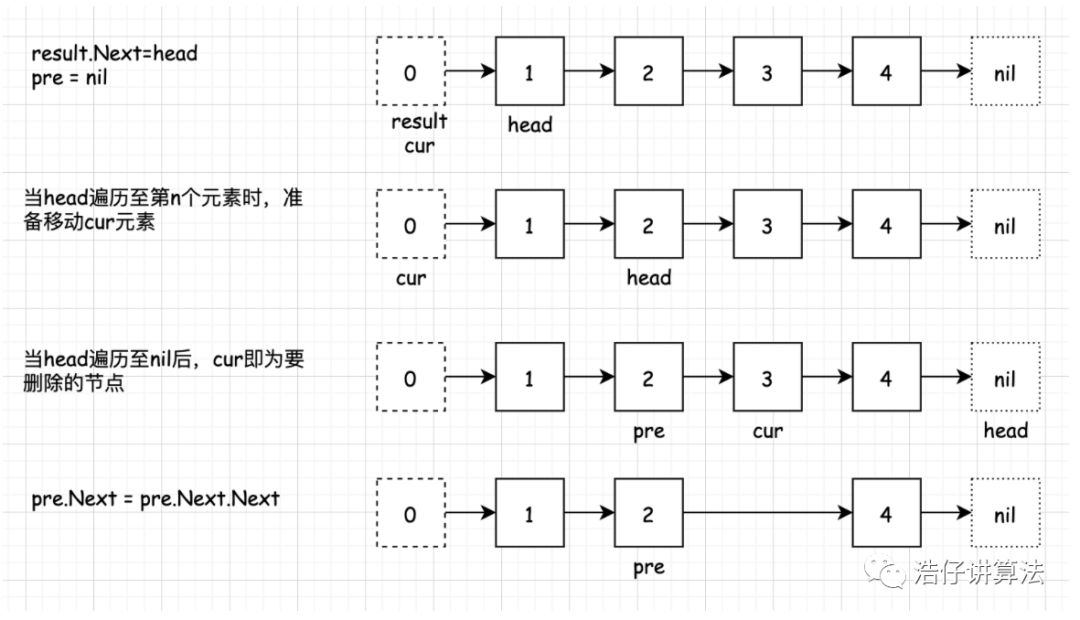 result.Next=head
pre = nil
0 1 2 3 4 nil
result head
cur
当head遍历至第n个元素时，准
备移动cur元素
0 1 2 3 4 nil
cur head
当head遍历至nil后，cur即为要
删除的节点
0 1 2 3 4 nil
pre cur head
pre.Next = pre.Next.Next
0 1 2 4 nil
pre
浩仔讲算法